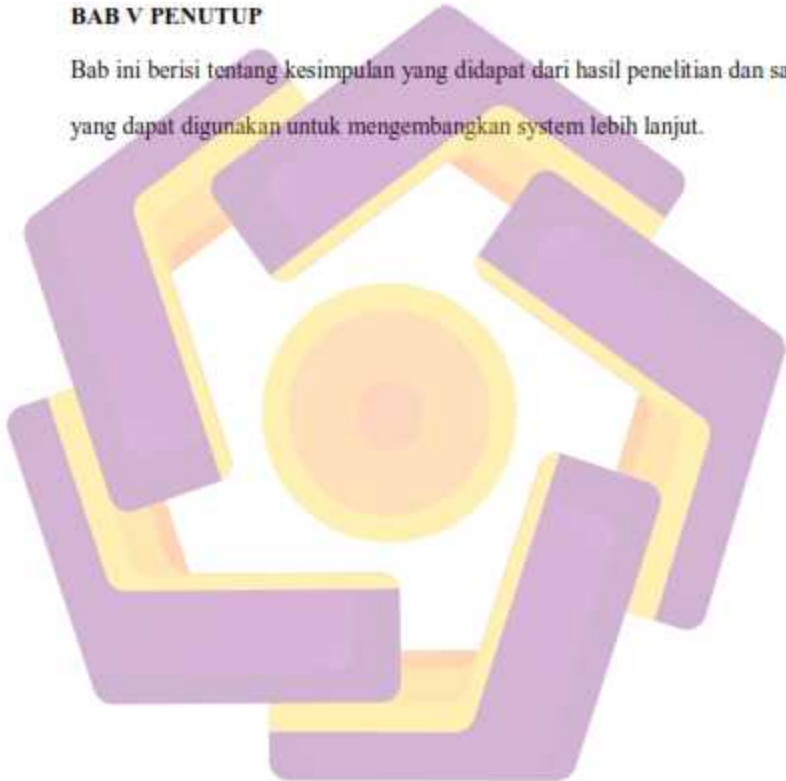 BAB V PENUTUP
Bab ini berisi tentang kesimpulan yang didapat dari hasil penelitian dan sa
yang dapat digunakan untuk mengembangkan system lebih lanjut.